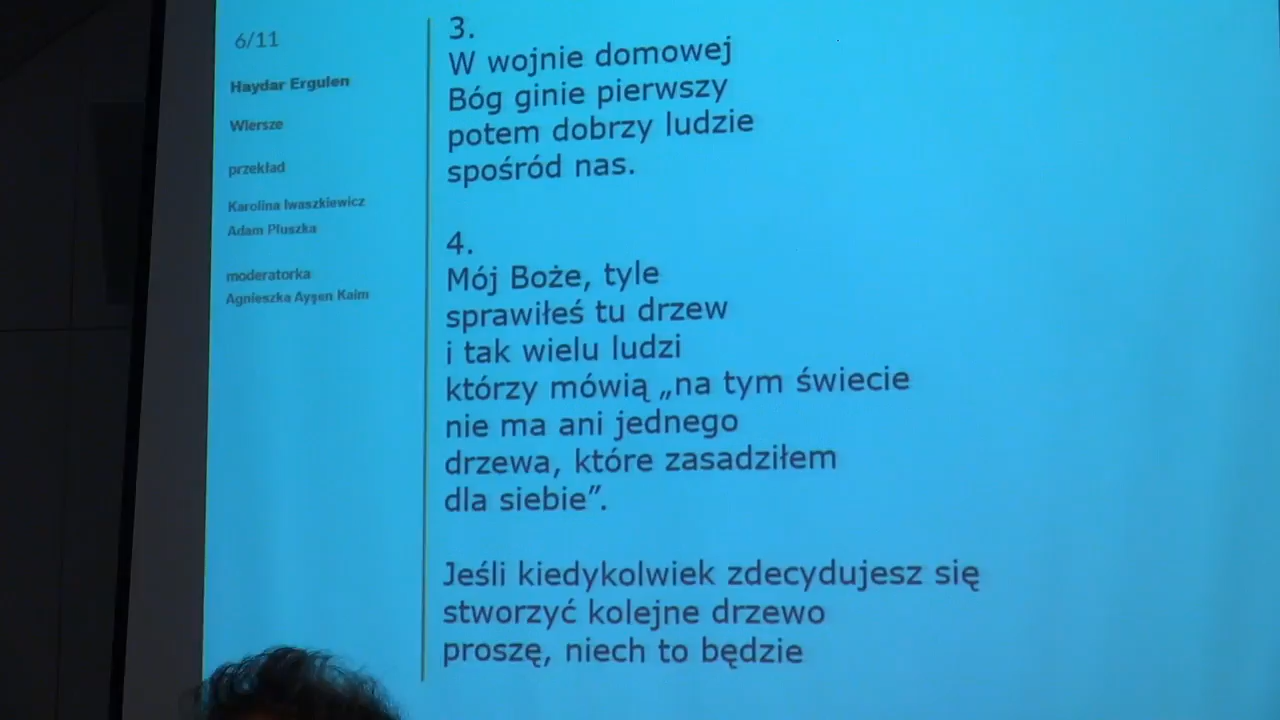 6/11
Haydar Ergulen
Wiersze
przekład
Karolina Iwaszkiewicz
Adam Pluszka
moderatorka
Agnieszka Ayşen Kaim
3.
W wojnie domowej
Bóg ginie pierwszy
potem dobrzy ludzie
spośród nas.
4.
Mój Boże, tyle
sprawiłeś tu drzew
i tak wielu ludzi
którzy mówią „na tym świecie
nie ma ani jednego
drzewa, które zasadziłem
dla siebie”.
Jeśli kiedykolwiek zdecydujesz się
stworzyć kolejne drzewo
proszę, niech to będzie